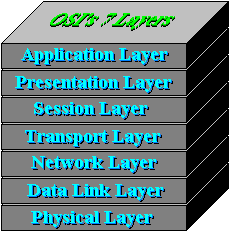 OSI's 7 Layers
Application Layer
Presentation Layer
Session Layer
Transport Layer
Network Layer
Data Link Layer
Physical Layer